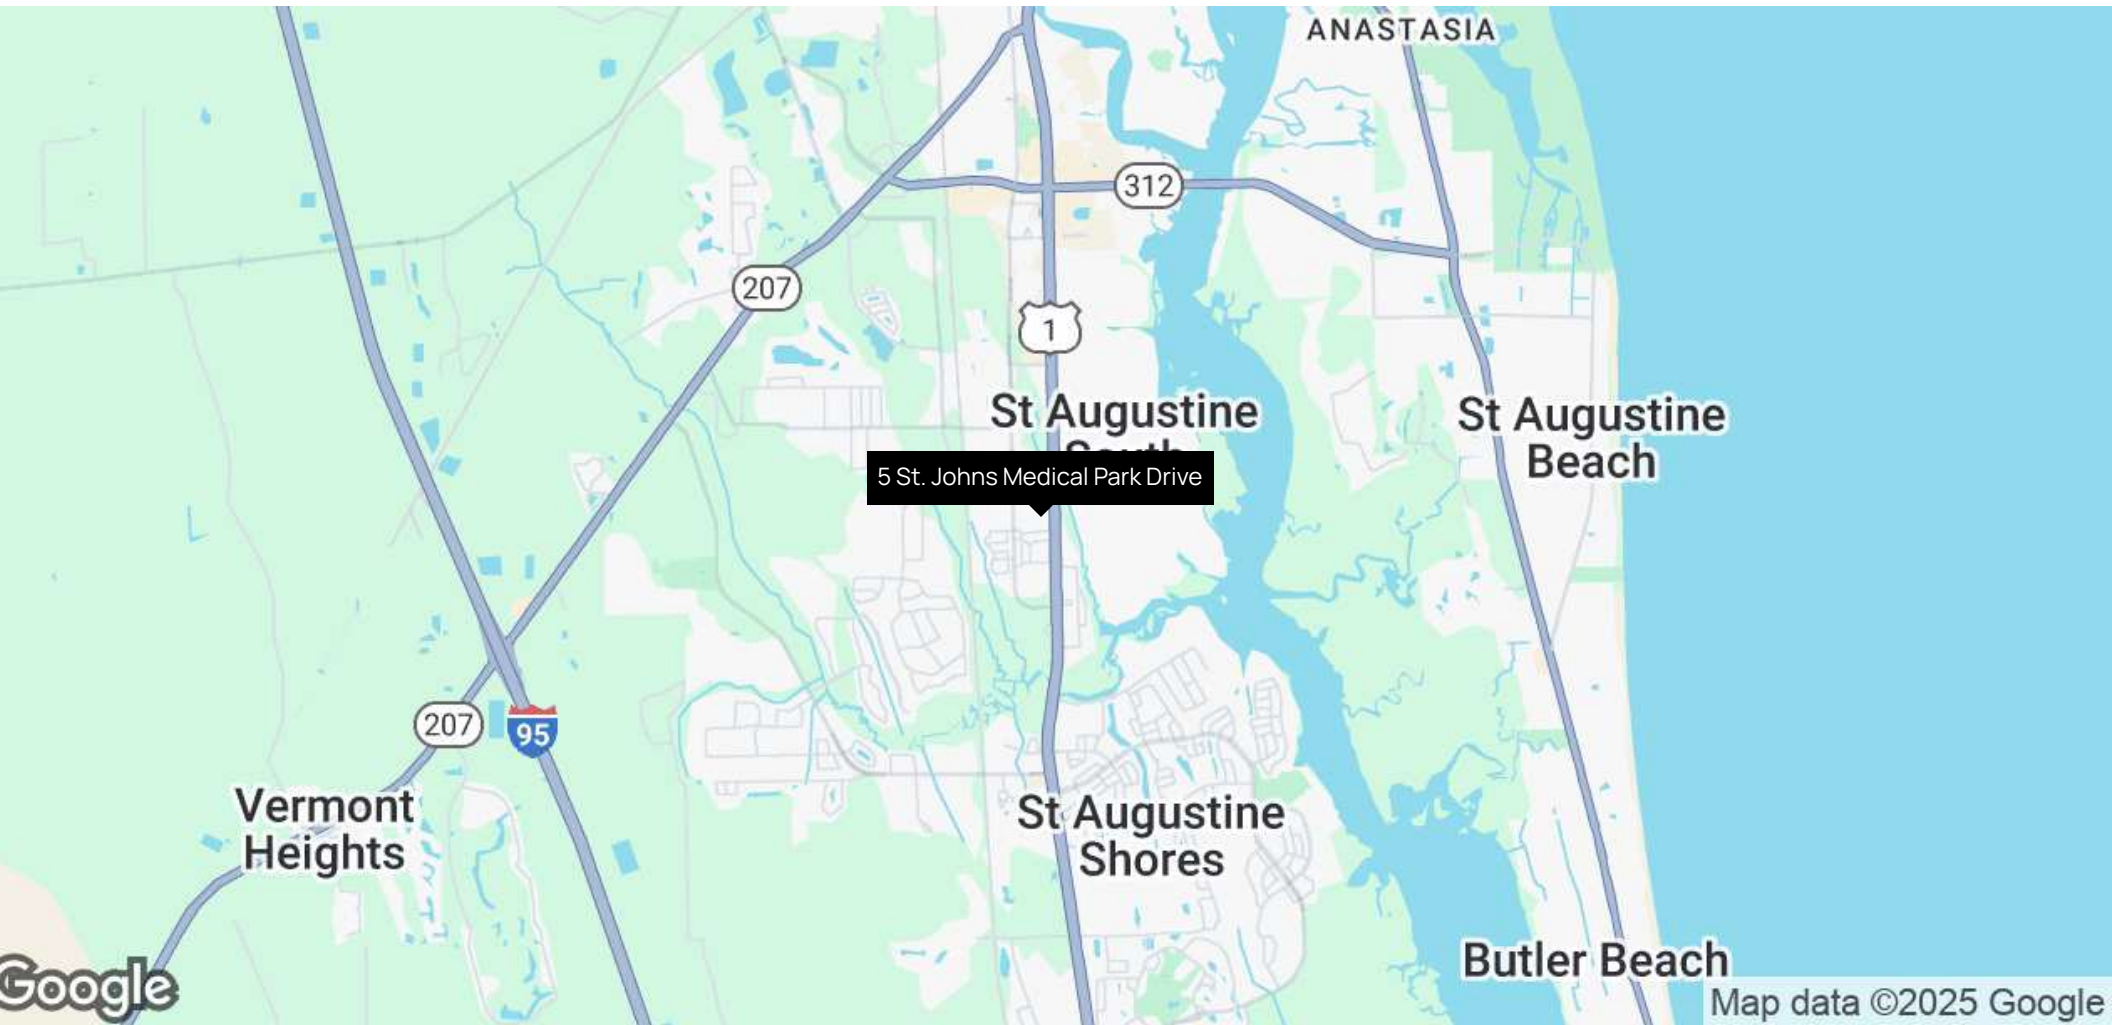 ANASTASIA
312
207
1
St Augustine
South
St Augustine
Beach
5 St. Johns Medical Park Drive
207
95
Vermont
Heights
St Augustine
Shores
Butler Beach
Google
Map data ©2025 Google